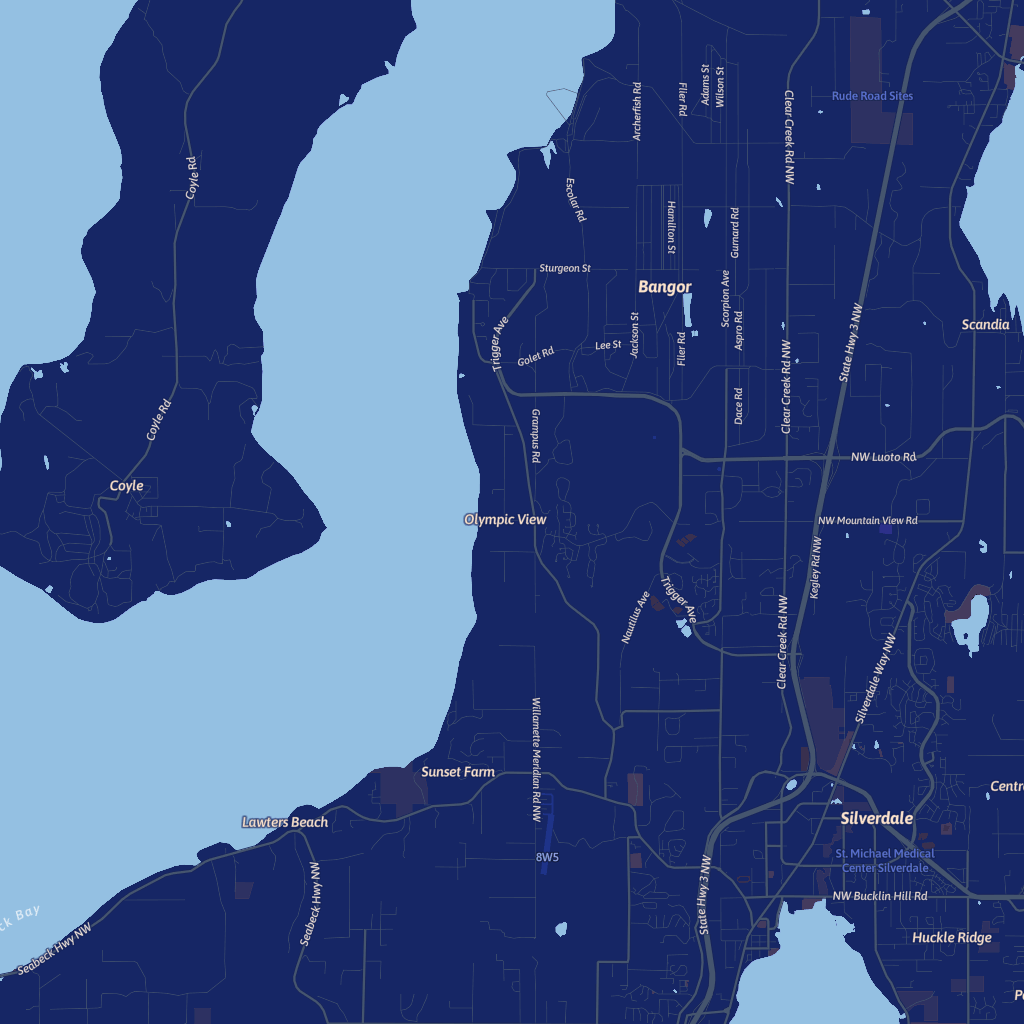 Adams St
Wilson St
Archerfish Rd
Flier Rd
Clear Creek Rd NW
Rude Road Sites
Coyle Rd
Escolar Rd
Hamilton St
Gurnard Rd
Sturgeon St
Bangor
Scorpion Ave
Scandia
Trigger Ave
Golet Rd
Lee St
Jackson St
Flier Rd
Aspro Rd
State Hwy 3 NW
Clear Creek Rd NW
Coyle Rd
Grampus Rd
Dace Rd
NW Luoto Rd
Coyle
Olympic View
NW Mountain View Rd
Kegley Rd NW
Nautilus Ave
Trigger Ave
Clear Creek Rd NW
Silverdale Way NW
Willamette Meridian Rd NW
Sunset Farm
Centr
Lawters Beach
Silverdale
8W5
St. Michael Medical
Center Silverdale
Seabeck Hwy NW
State Hwy 3 NW
NW Bucklin Hill Rd
ck Bay
Seabeck Hwy NW
Huckle Ridge